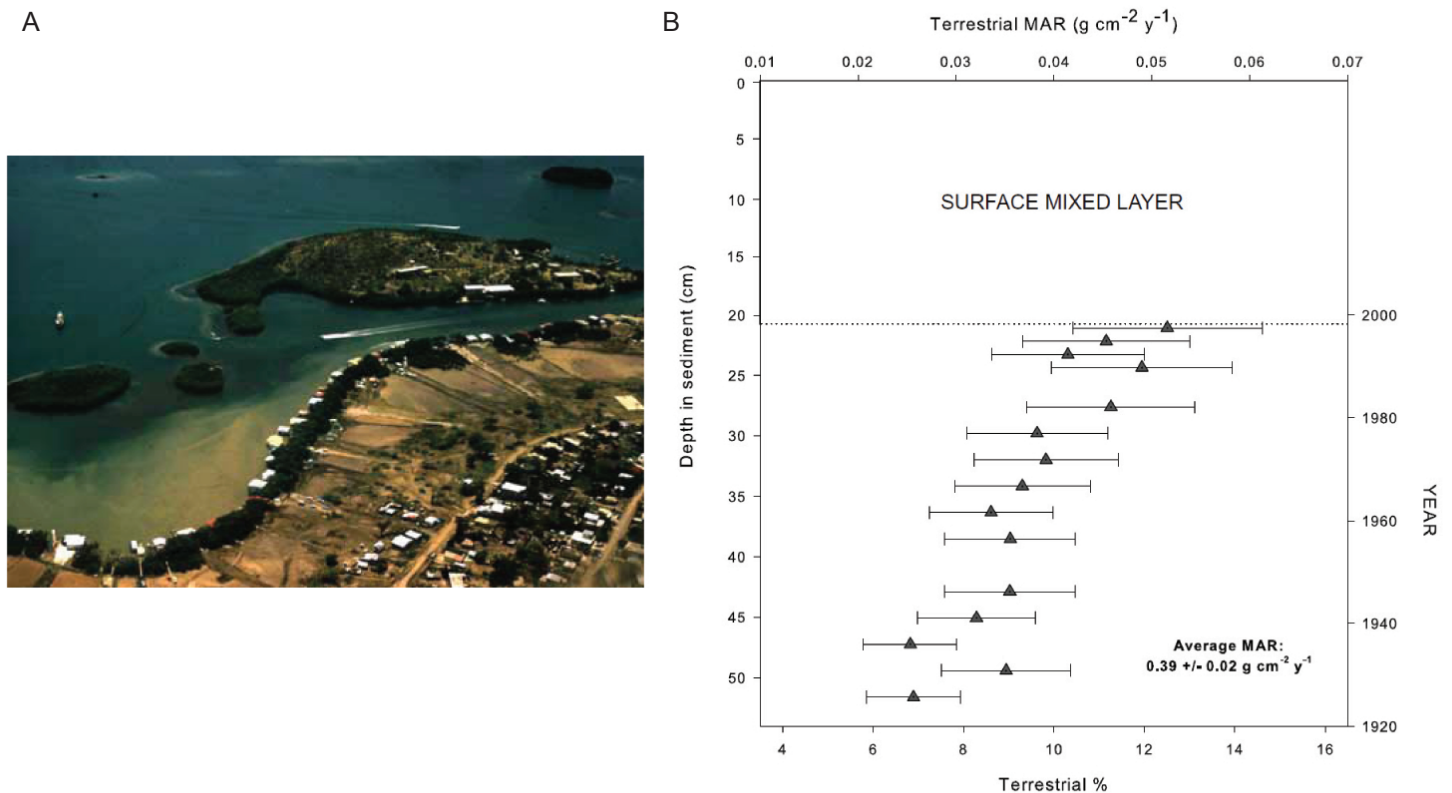 A
B
Terrestrial MAR (g cm-2 y-1)
0.01 0.02 0.03 0.04 0.05 0.06 0.07
0
5
10
15
20
25
30
35
40
45
50
Depth in sediment (cm)
SURFACE MIXED LAYER
2000
1980
1960
1940
1920
YEAR
Average MAR:
0.39 +/- 0.02 g cm-2 y-1
4 6 8 10 12 14 16
Terrestrial %